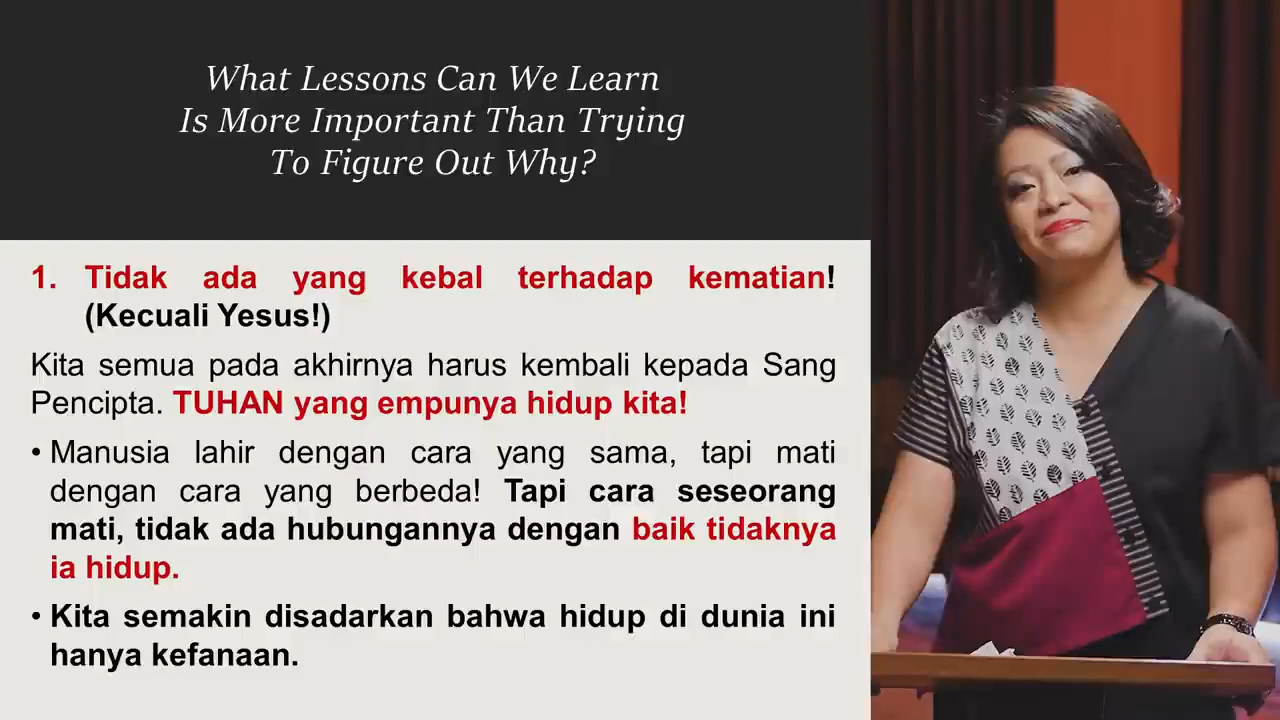 What Lessons Can We Learn
Is More Important Than Trying
To Figure Out Why?
1. Tidak ada yang kebal terhadap kematian!
(Kecuali Yesus!)
Kita semua pada akhirnya harus kembali kepada Sang
Pencipta. TUHAN yang empunya hidup kita!
• Manusia lahir dengan cara yang sama, tapi mati
dengan cara yang berbeda! Tapi cara seseorang
mati, tidak ada hubungannya dengan baik tidaknya
ia hidup.
• Kita semakin disadarkan bahwa hidup di dunia ini
hanya kefanaan.